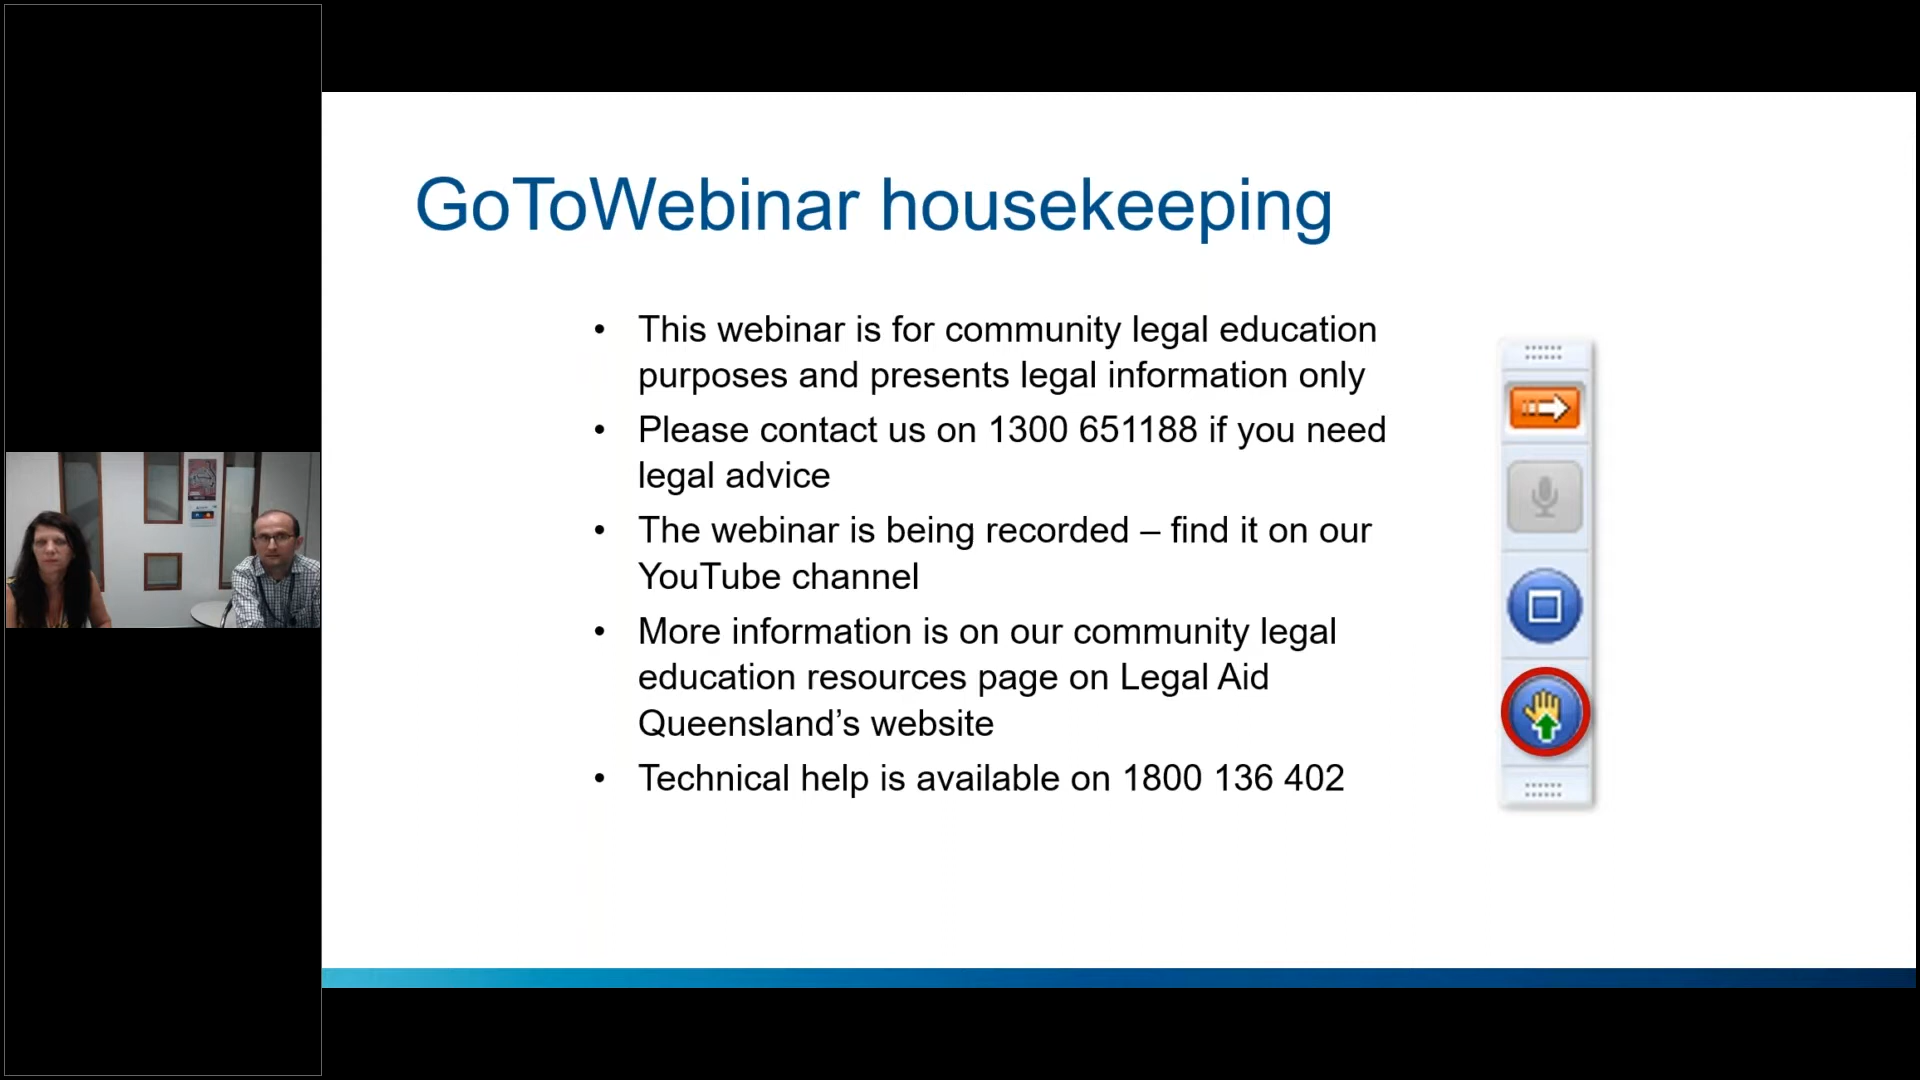 GoToWebinar housekeeping
• This webinar is for community legal education
purposes and presents legal information only
• Please contact us on 1300 651188 if you need
legal advice
• The webinar is being recorded – find it on our
YouTube channel
• More information is on our community legal
education resources page on Legal Aid
Queensland’s website
• Technical help is available on 1800 136 402